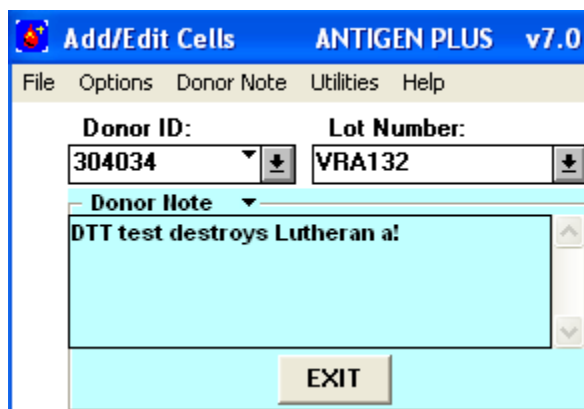 Add/Edit Cells ANTIGEN PLUS v7.0
File Options Donor Note Utilities Help
Donor ID: Lot Number:
304034 VRA132
Donor Note
DTT test destroys Lutheran a!
EXIT